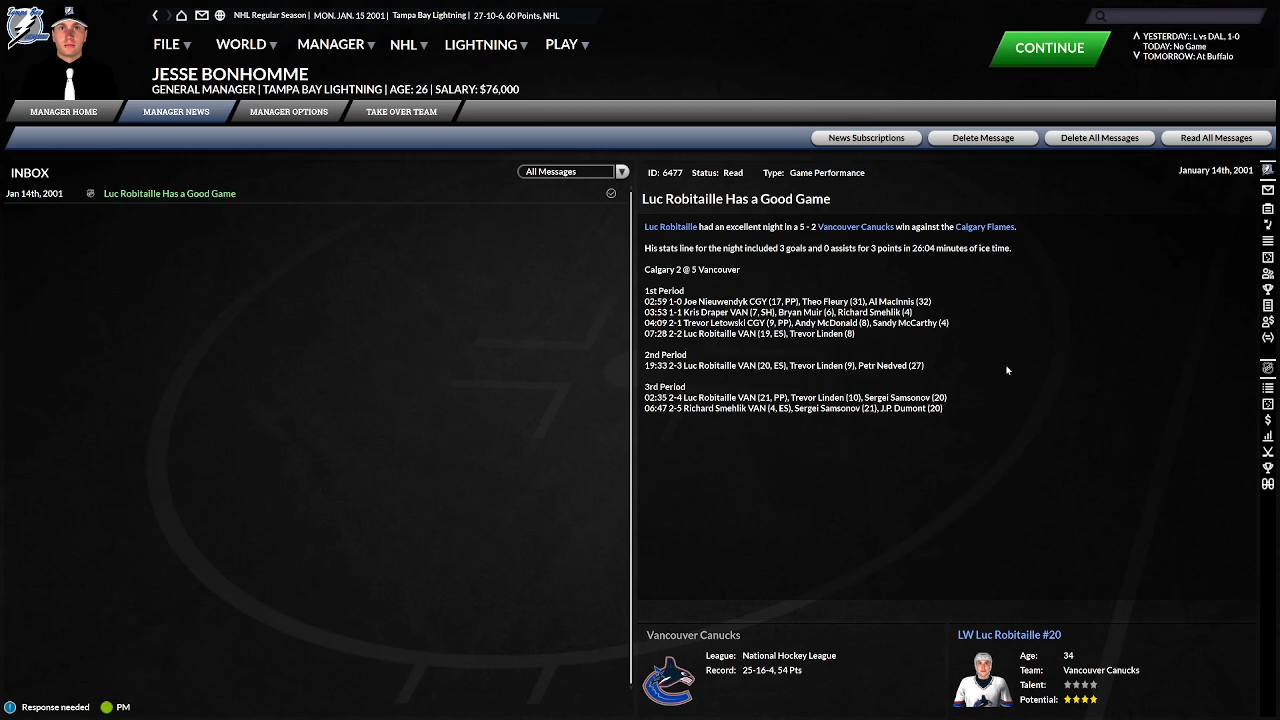 NHL Regular Season | MON. JAN. 15 2001 | Tampa Bay Lightning | 27-10-6, 60 Points, NHL
FILE WORLD MANAGER NHL LIGHTNING PLAY
CONTINUE
YESTERDAY: L vs DAL, 1-0
TODAY: No Game
TOMORROW: At Buffalo
JESSE BONHOMME
GENERAL MANAGER | TAMPA BAY LIGHTNING | AGE: 26 | SALARY: $76,000
MANAGER HOME MANAGER NEWS MANAGER OPTIONS TAKE OVER TEAM
News Subscriptions Delete Message Delete All Messages Read All Messages
INBOX All Messages
Jan 14th, 2001 Luc Robitaille Has a Good Game
ID: 6477 Status: Read Type: Game Performance January 14th, 2001
Luc Robitaille Has a Good Game
Luc Robitaille had an excellent night in a 5 - 2 Vancouver Canucks win against the Calgary Flames.
His stats line for the night included 3 goals and 0 assists for 3 points in 26:04 minutes of ice time.
Calgary 2 @ 5 Vancouver
1st Period
02:59 1-0 Joe Nieuwendyk CGY (17, PP), Theo Fleury (31), Al MacInnis (32)
03:53 1-1 Kris Draper VAN (7, SH), Bryan Muir (6), Richard Smehlik (4)
04:09 2-1 Trevor Letowski CGY (9, PP), Andy McDonald (8), Sandy McCarthy (4)
07:28 2-2 Luc Robitaille VAN (19, ES), Trevor Linden (8)
2nd Period
19:33 2-3 Luc Robitaille VAN (20, ES), Trevor Linden (9), Petr Nedved (27)
3rd Period
02:35 2-4 Luc Robitaille VAN (21, PP), Trevor Linden (10), Sergei Samsonov (20)
06:47 2-5 Richard Smehlik VAN (4, ES), Sergei Samsonov (21), J.P. Dumont (20)
Vancouver Canucks
League: National Hockey League
Record: 25-16-4, 54 Pts
LW Luc Robitaille #20
Age: 34
Team: Vancouver Canucks
Talent:
Potential:
Response needed PM